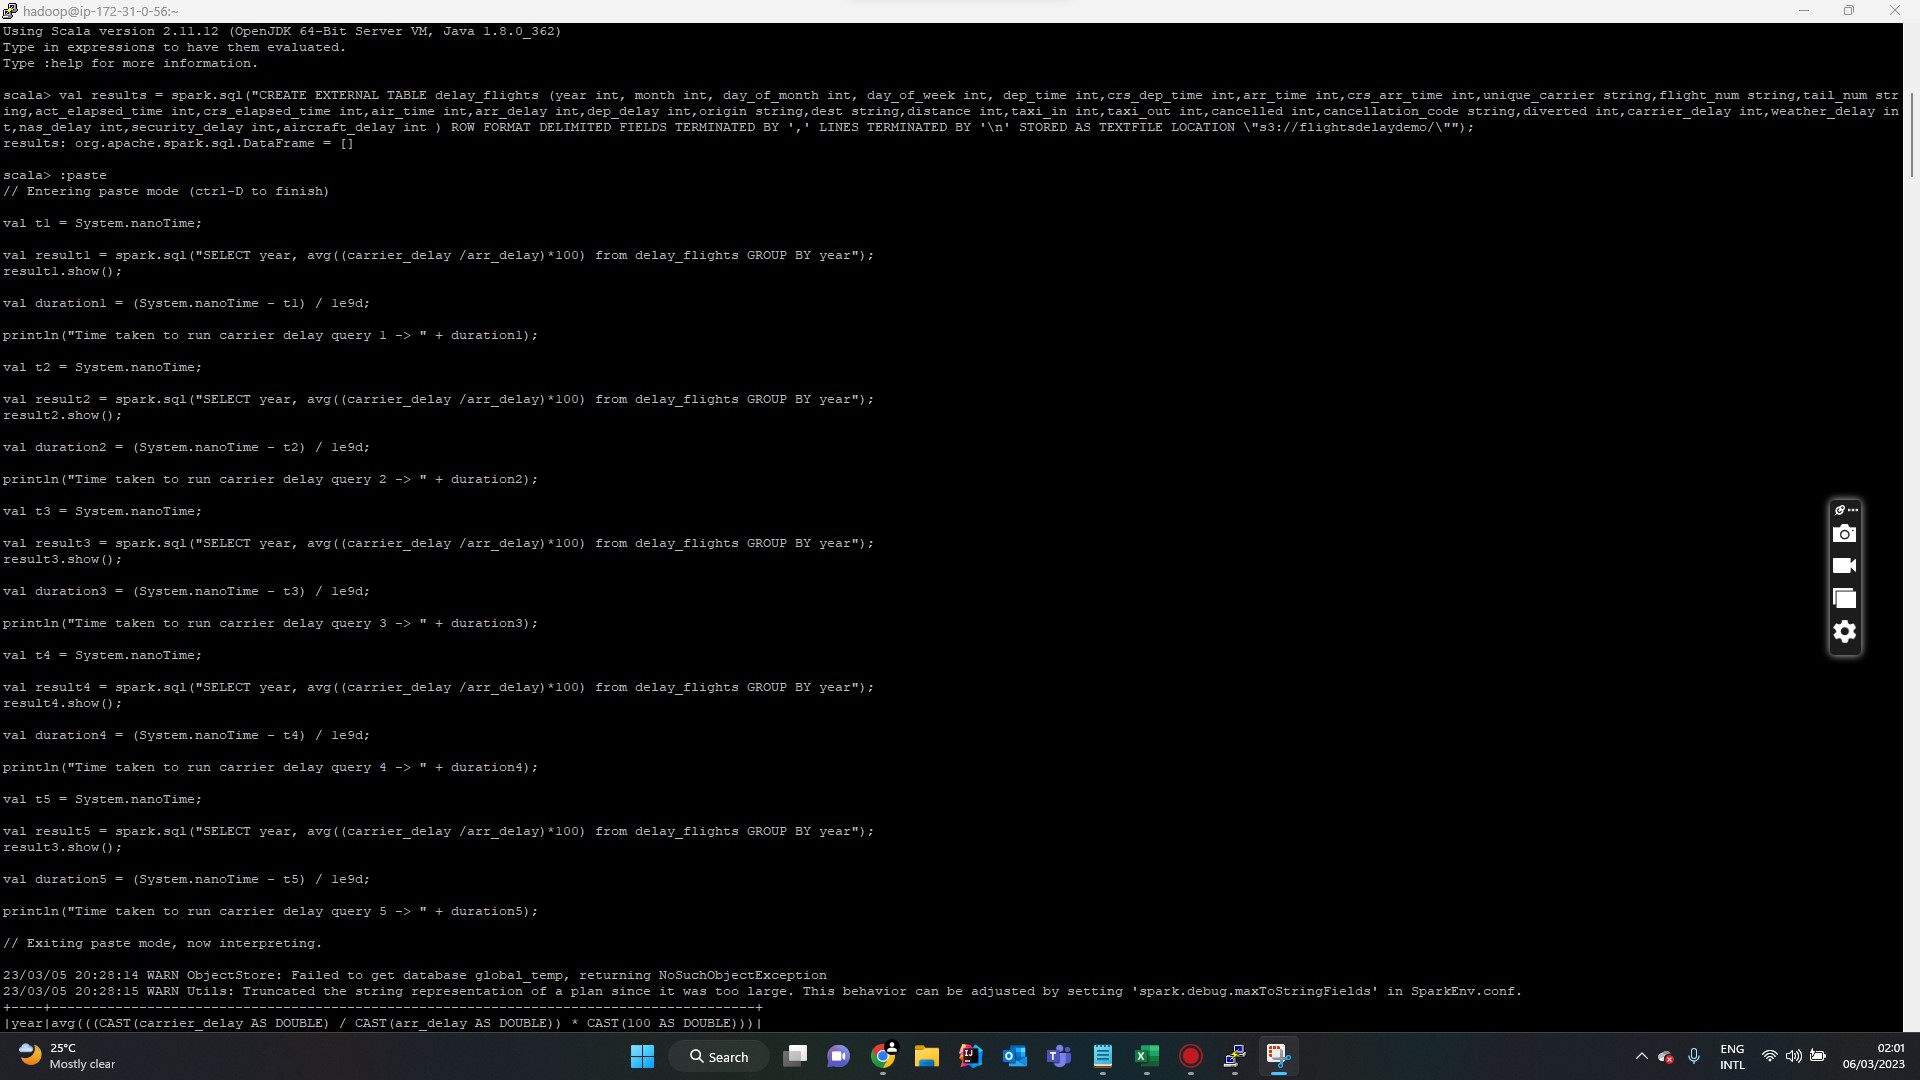 hadoop@ip-172-31-0-56:~
Using Scala version 2.11.12 (OpenJDK 64-Bit Server VM, Java 1.8.0_362)
Type in expressions to have them evaluated.
Type :help for more information.
scala> val results = spark.sql("CREATE EXTERNAL TABLE delay_flights (year int, month int, day_of_month int, day_of_week int, dep_time int,crs_dep_time int,arr_time int,crs_arr_time int,unique_carrier string,flight_num string,tail_num str
ing,act_elapsed_time int,crs_elapsed_time int,air_time int,arr_delay int,dep_delay int,origin string,dest string,distance int,taxi_in int,taxi_out int,cancelled int,cancellation_code string,diverted int,carrier_delay int,weather_delay in
t,nas_delay int,security_delay int,aircraft_delay int ) ROW FORMAT DELIMITED FIELDS TERMINATED BY ',' LINES TERMINATED BY '\n' STORED AS TEXTFILE LOCATION \"s3://flightsdelaydemo/\"");
results: org.apache.spark.sql.DataFrame = []
scala> :paste
// Entering paste mode (ctrl-D to finish)
val t1 = System.nanoTime;
val result1 = spark.sql("SELECT year, avg((carrier_delay /arr_delay)*100) from delay_flights GROUP BY year");
result1.show();
val duration1 = (System.nanoTime - t1) / 1e9d;
println("Time taken to run carrier delay query 1 -> " + duration1);
val t2 = System.nanoTime;
val result2 = spark.sql("SELECT year, avg((carrier_delay /arr_delay)*100) from delay_flights GROUP BY year");
result2.show();
val duration2 = (System.nanoTime - t2) / 1e9d;
println("Time taken to run carrier delay query 2 -> " + duration2);
val t3 = System.nanoTime;
val result3 = spark.sql("SELECT year, avg((carrier_delay /arr_delay)*100) from delay_flights GROUP BY year");
result3.show();
val duration3 = (System.nanoTime - t3) / 1e9d;
println("Time taken to run carrier delay query 3 -> " + duration3);
val t4 = System.nanoTime;
val result4 = spark.sql("SELECT year, avg((carrier_delay /arr_delay)*100) from delay_flights GROUP BY year");
result4.show();
val duration4 = (System.nanoTime - t4) / 1e9d;
println("Time taken to run carrier delay query 4 -> " + duration4);
val t5 = System.nanoTime;
val result5 = spark.sql("SELECT year, avg((carrier_delay /arr_delay)*100) from delay_flights GROUP BY year");
result3.show();
val duration5 = (System.nanoTime - t5) / 1e9d;
println("Time taken to run carrier delay query 5 -> " + duration5);
// Exiting paste mode, now interpreting.
23/03/05 20:28:14 WARN ObjectStore: Failed to get database global_temp, returning NoSuchObjectException
23/03/05 20:28:15 WARN Utils: Truncated the string representation of a plan since it was too large. This behavior can be adjusted by setting 'spark.debug.maxToStringFields' in SparkEnv.conf.
+----+----------------------------------------------------------------------------------------+
|year|avg(((CAST(carrier_delay AS DOUBLE) / CAST(arr_delay AS DOUBLE)) * CAST(100 AS DOUBLE)))|
25°C
Mostly clear
Search
ENG
INTL
02:01
06/03/2023